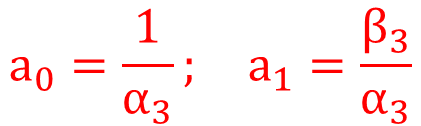 a₀ = 1/α₃ ;  a₁ = β₃/α₃